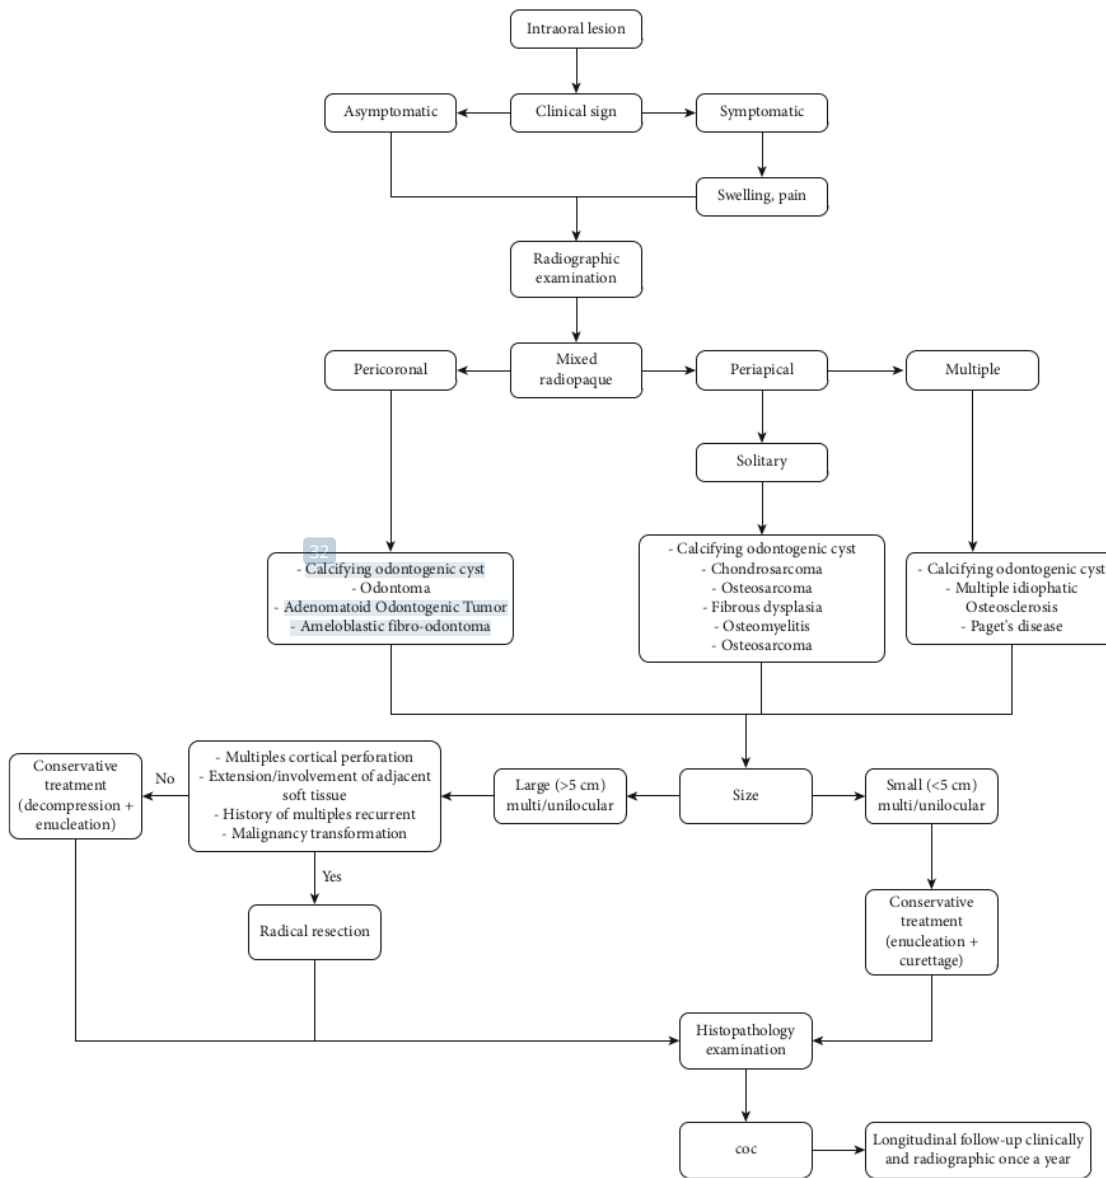 Intraoral lesion
Asymptomatic
Clinical sign
Symptomatic
Swelling, pain
Radiographic
examination
Pericoronal
Mixed
radiopaque
Periapical
Multiple
Solitary
32
- Calcifying odontogenic cyst
- Odontoma
- Adenomatoid Odontogenic Tumor
- Ameloblastic fibro-odontoma
- Calcifying odontogenic cyst
- Chondrosarcoma
- Osteosarcoma
- Fibrous dysplasia
- Osteomyelitis
- Osteosarcoma
- Calcifying odontogenic cyst
- Multiple idiophatic
Osteosclerosis
- Paget's disease
Conservative
treatment
(decompression +
enucleation)
No
- Multiples cortical perforation
- Extension/involvement of adjacent
soft tissue
- History of multiples recurrent
- Malignancy transformation
Large (>5 cm)
multi/unilocular
Size
Small (<5 cm)
multi/unilocular
Yes
Radical resection
Conservative
treatment
(enucleation +
curettage)
Histopathology
examination
COC
Longitudinal follow-up clinically
and radiographic once a year